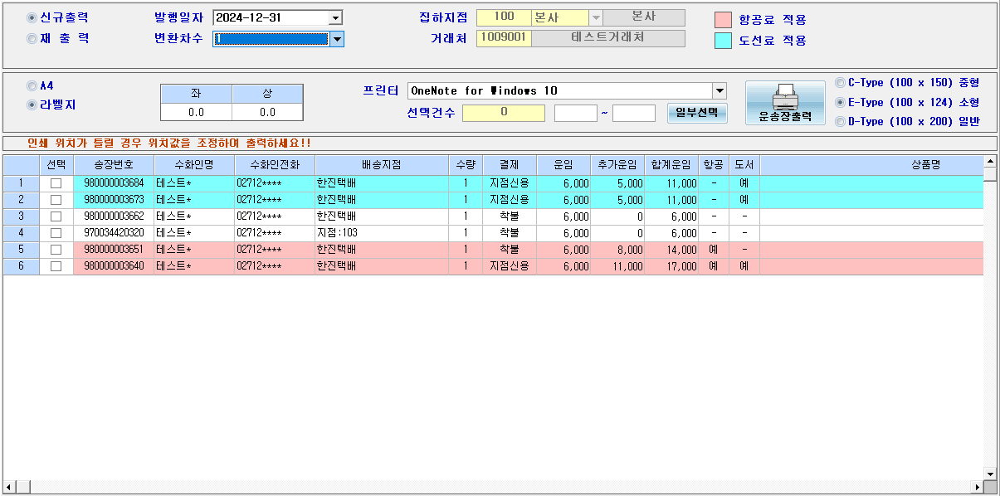 신규출력 발행일자 2024-12-31 집하지점 100 본사 본사 항공료 적용
재 출 력 변환차수 1 거래처 1009001 테스트거래처 도선료 적용
A4 좌 상 프린터 OneNote for Windows 10 C-Type (100 x 150) 중형
라벨지 0.0 0.0 선택건수 0 ~ 일부선택 운송장출력 E-Type (100 x 124) 소형
D-Type (100 x 200) 일반
인쇄 위치가 틀릴 경우 위치값을 조정하여 출력하세요!!
선택 송장번호 수화인명 수화인전화 배송지점 수량 결제 운임 추가운임 합계운임 항공 도서 상품명
1 980000003684 테스트* 02712**** 한진택배 1 지점신용 6,000 5,000 11,000 - 예
2 980000003673 테스트* 02712**** 한진택배 1 지점신용 6,000 5,000 11,000 - 예
3 980000003662 테스트* 02712**** 한진택배 1 착불 6,000 0 6,000 - -
4 970034420320 테스트* 02712**** 지점:103 1 착불 6,000 0 6,000 - -
5 980000003651 테스트* 02712**** 한진택배 1 착불 6,000 8,000 14,000 예 -
6 980000003640 테스트* 02712**** 한진택배 1 지점신용 6,000 11,000 17,000 예 예